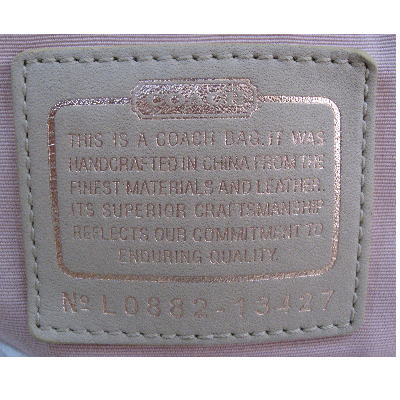 COACH
THIS IS A COACH BAG. IT WAS
HANDCRAFTED IN CHINA FROM THE
FINEST MATERIALS AND LEATHER.
ITS SUPERIOR CRAFTSMANSHIP
REFLECTS OUR COMMITMENT TO
ENDURING QUALITY.
Nº L0882-13427